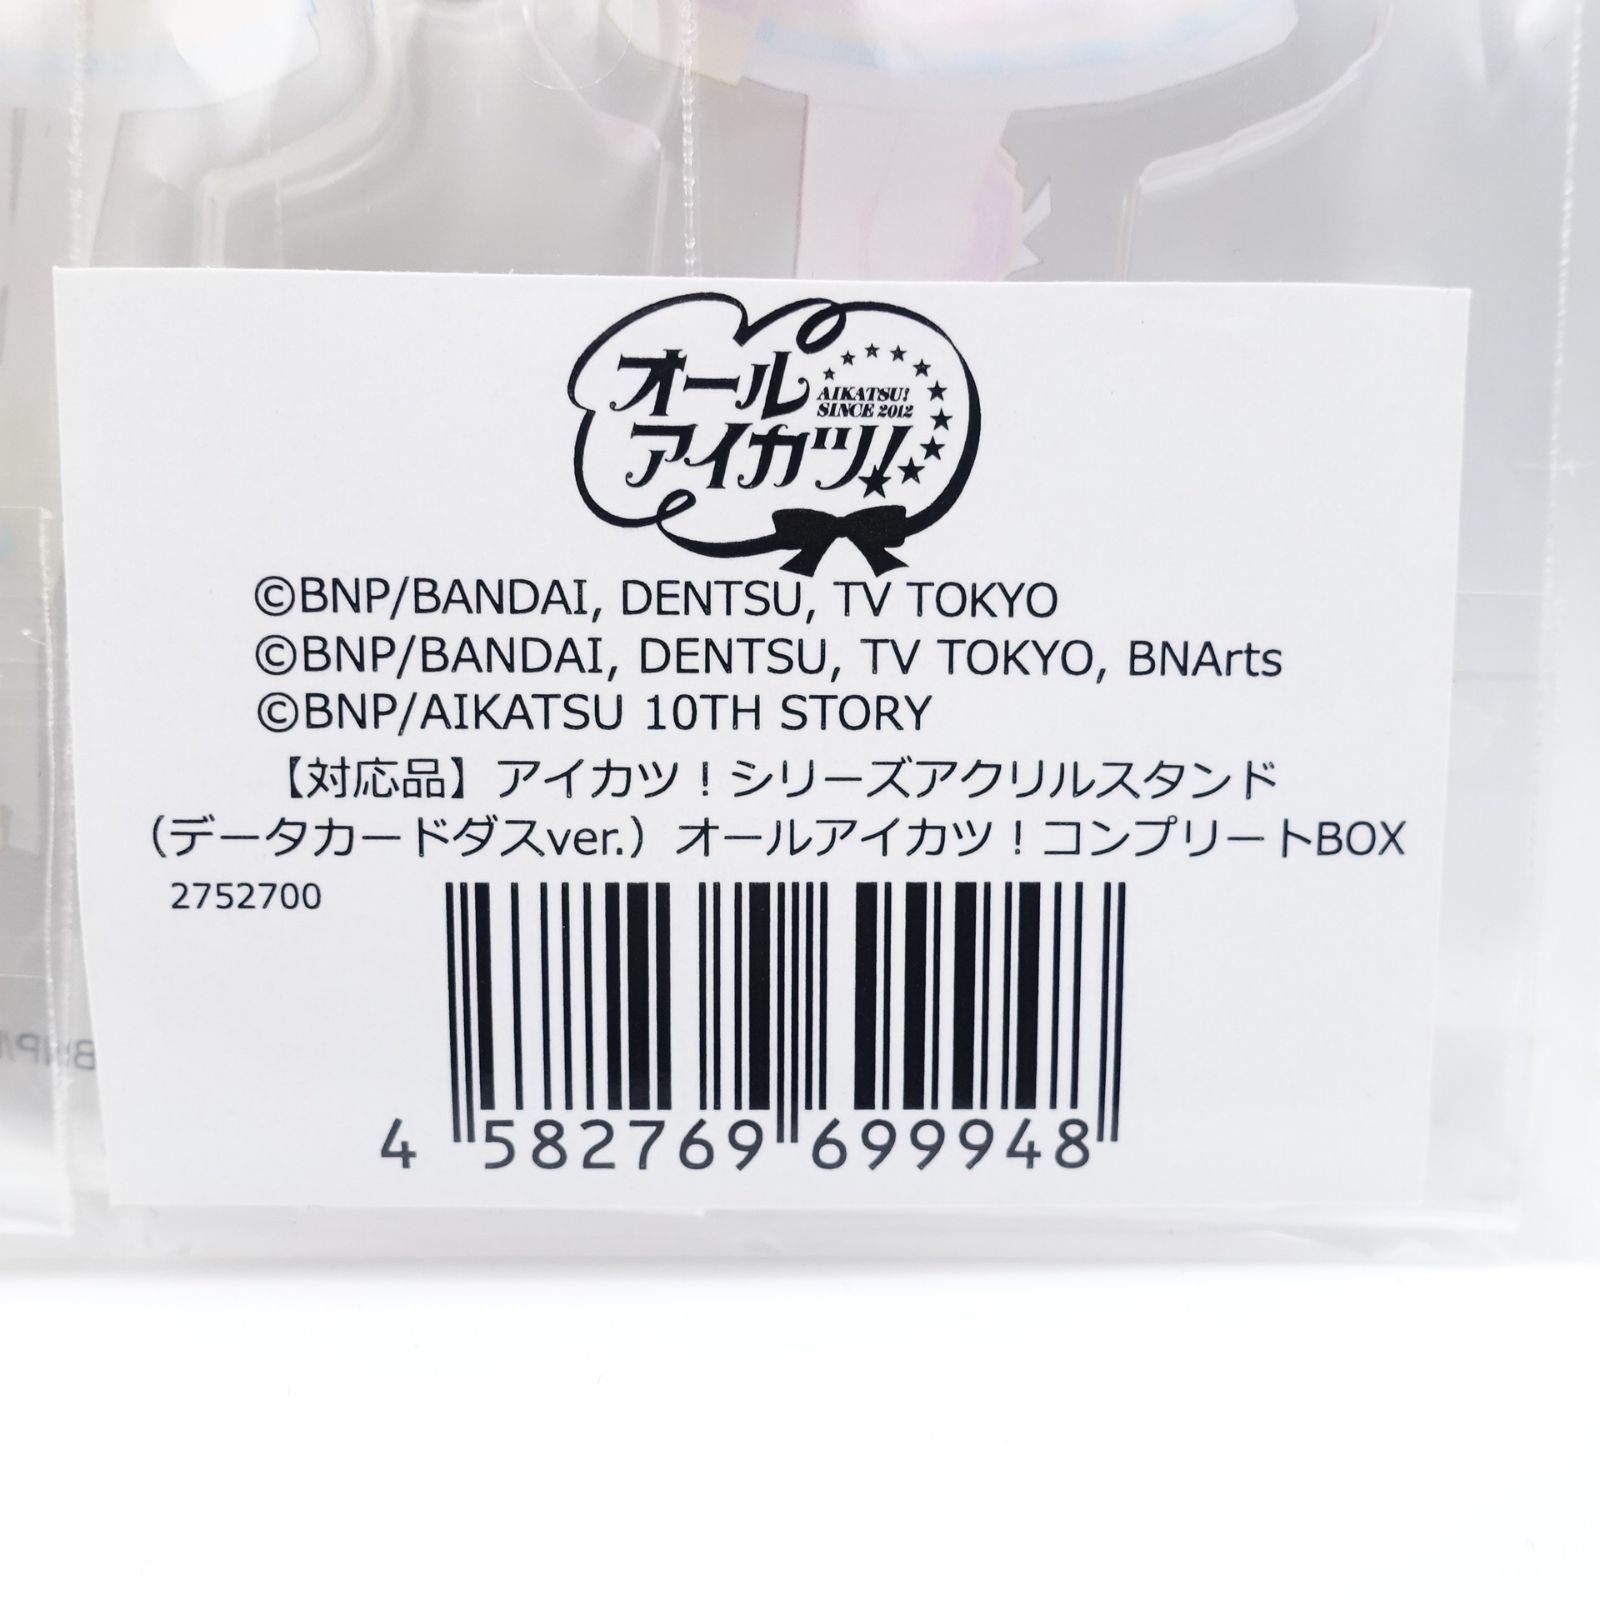 オール
AIKATSU!
SINCE 2012
アイカツ!
©BNP/BANDAI, DENTSU, TV TOKYO
©BNP/BANDAI, DENTSU, TV TOKYO, BNArts
©BNP/AIKATSU 10TH STORY
【対応品】アイカツ！シリーズアクリルスタンド
（データカードダスver.）オールアイカツ！コンプリートBOX
2752700
4 582769 699948
BNP/